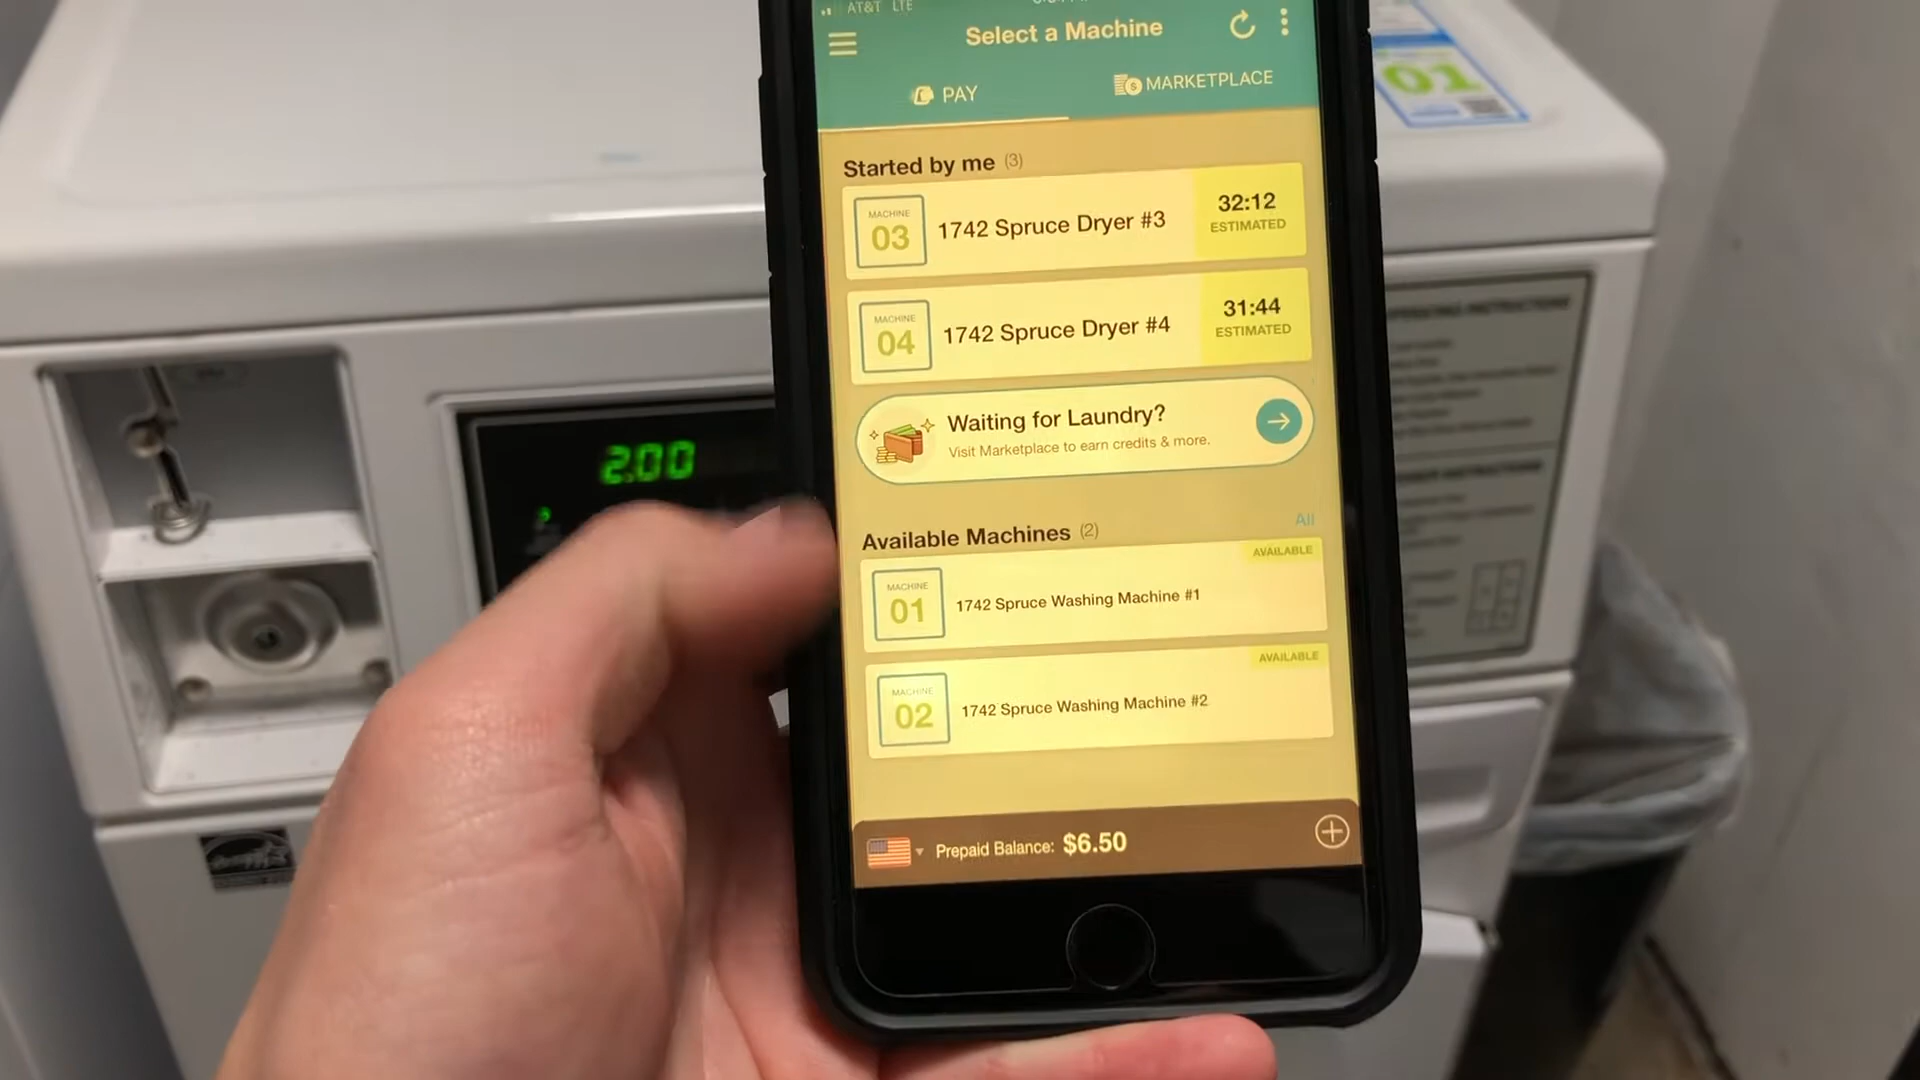 AT&T LTE
Select a Machine
PAY
MARKETPLACE
Started by me (3)
MACHINE
03
1742 Spruce Dryer #3
32:12
ESTIMATED
MACHINE
04
1742 Spruce Dryer #4
31:44
ESTIMATED
Waiting for Laundry?
Visit Marketplace to earn credits & more.
Available Machines (2)
All
MACHINE
01
1742 Spruce Washing Machine #1
AVAILABLE
MACHINE
02
1742 Spruce Washing Machine #2
AVAILABLE
Prepaid Balance: $6.50
2.00
01